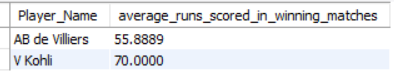 Player_Name average_runs_scored_in_winning_matches
AB de Villiers 55.8889
V Kohli 70.0000